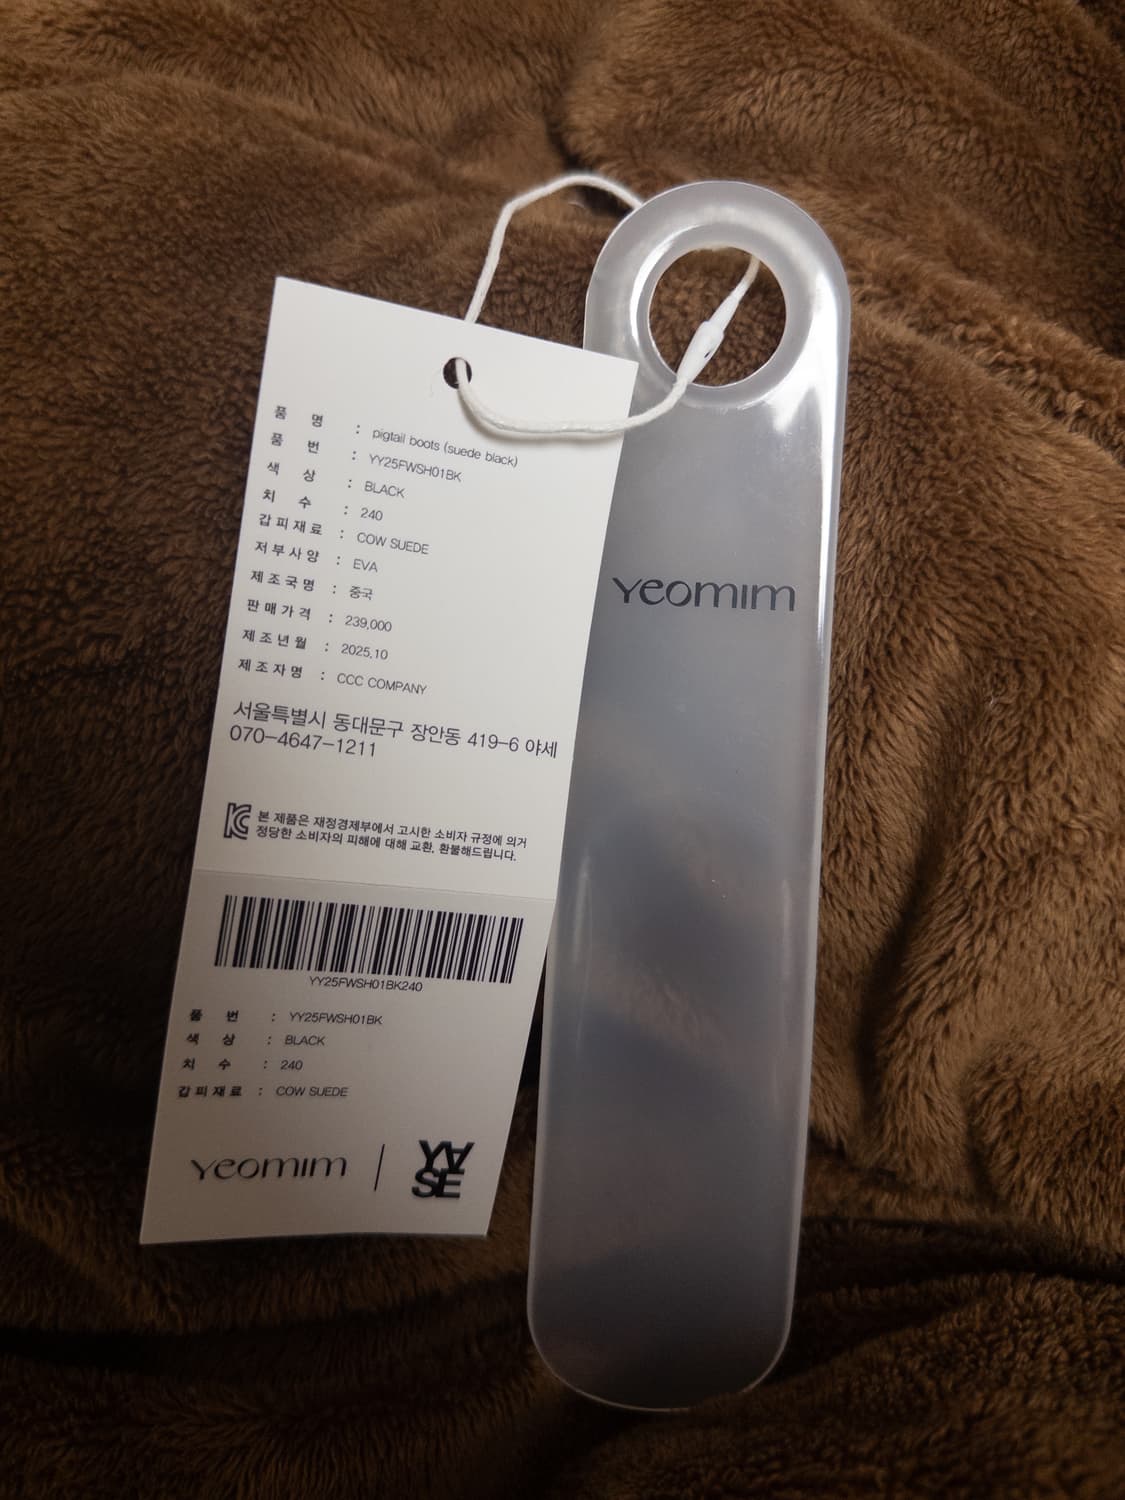 품 명 : pigtail boots (suede black)
품 번 : YY25FWSH01BK
색 상 : BLACK
치 수 : 240
갑피재료 : COW SUEDE
저부사양 : EVA
제조국명 : 중국
판매가격 : 239,000
제조년월 : 2025.10
제조자명 : CCC COMPANY
서울특별시 동대문구 장안동 419-6 야세
070-4647-1211
본 제품은 재정경제부에서 고시한 소비자 규정에 의거
정당한 소비자의 피해에 대해 교환, 환불해드립니다.
YY25FWSH01BK240
품 번 : YY25FWSH01BK
색 상 : BLACK
치 수 : 240
갑피재료 : COW SUEDE
yeomim | YASE
yeomim